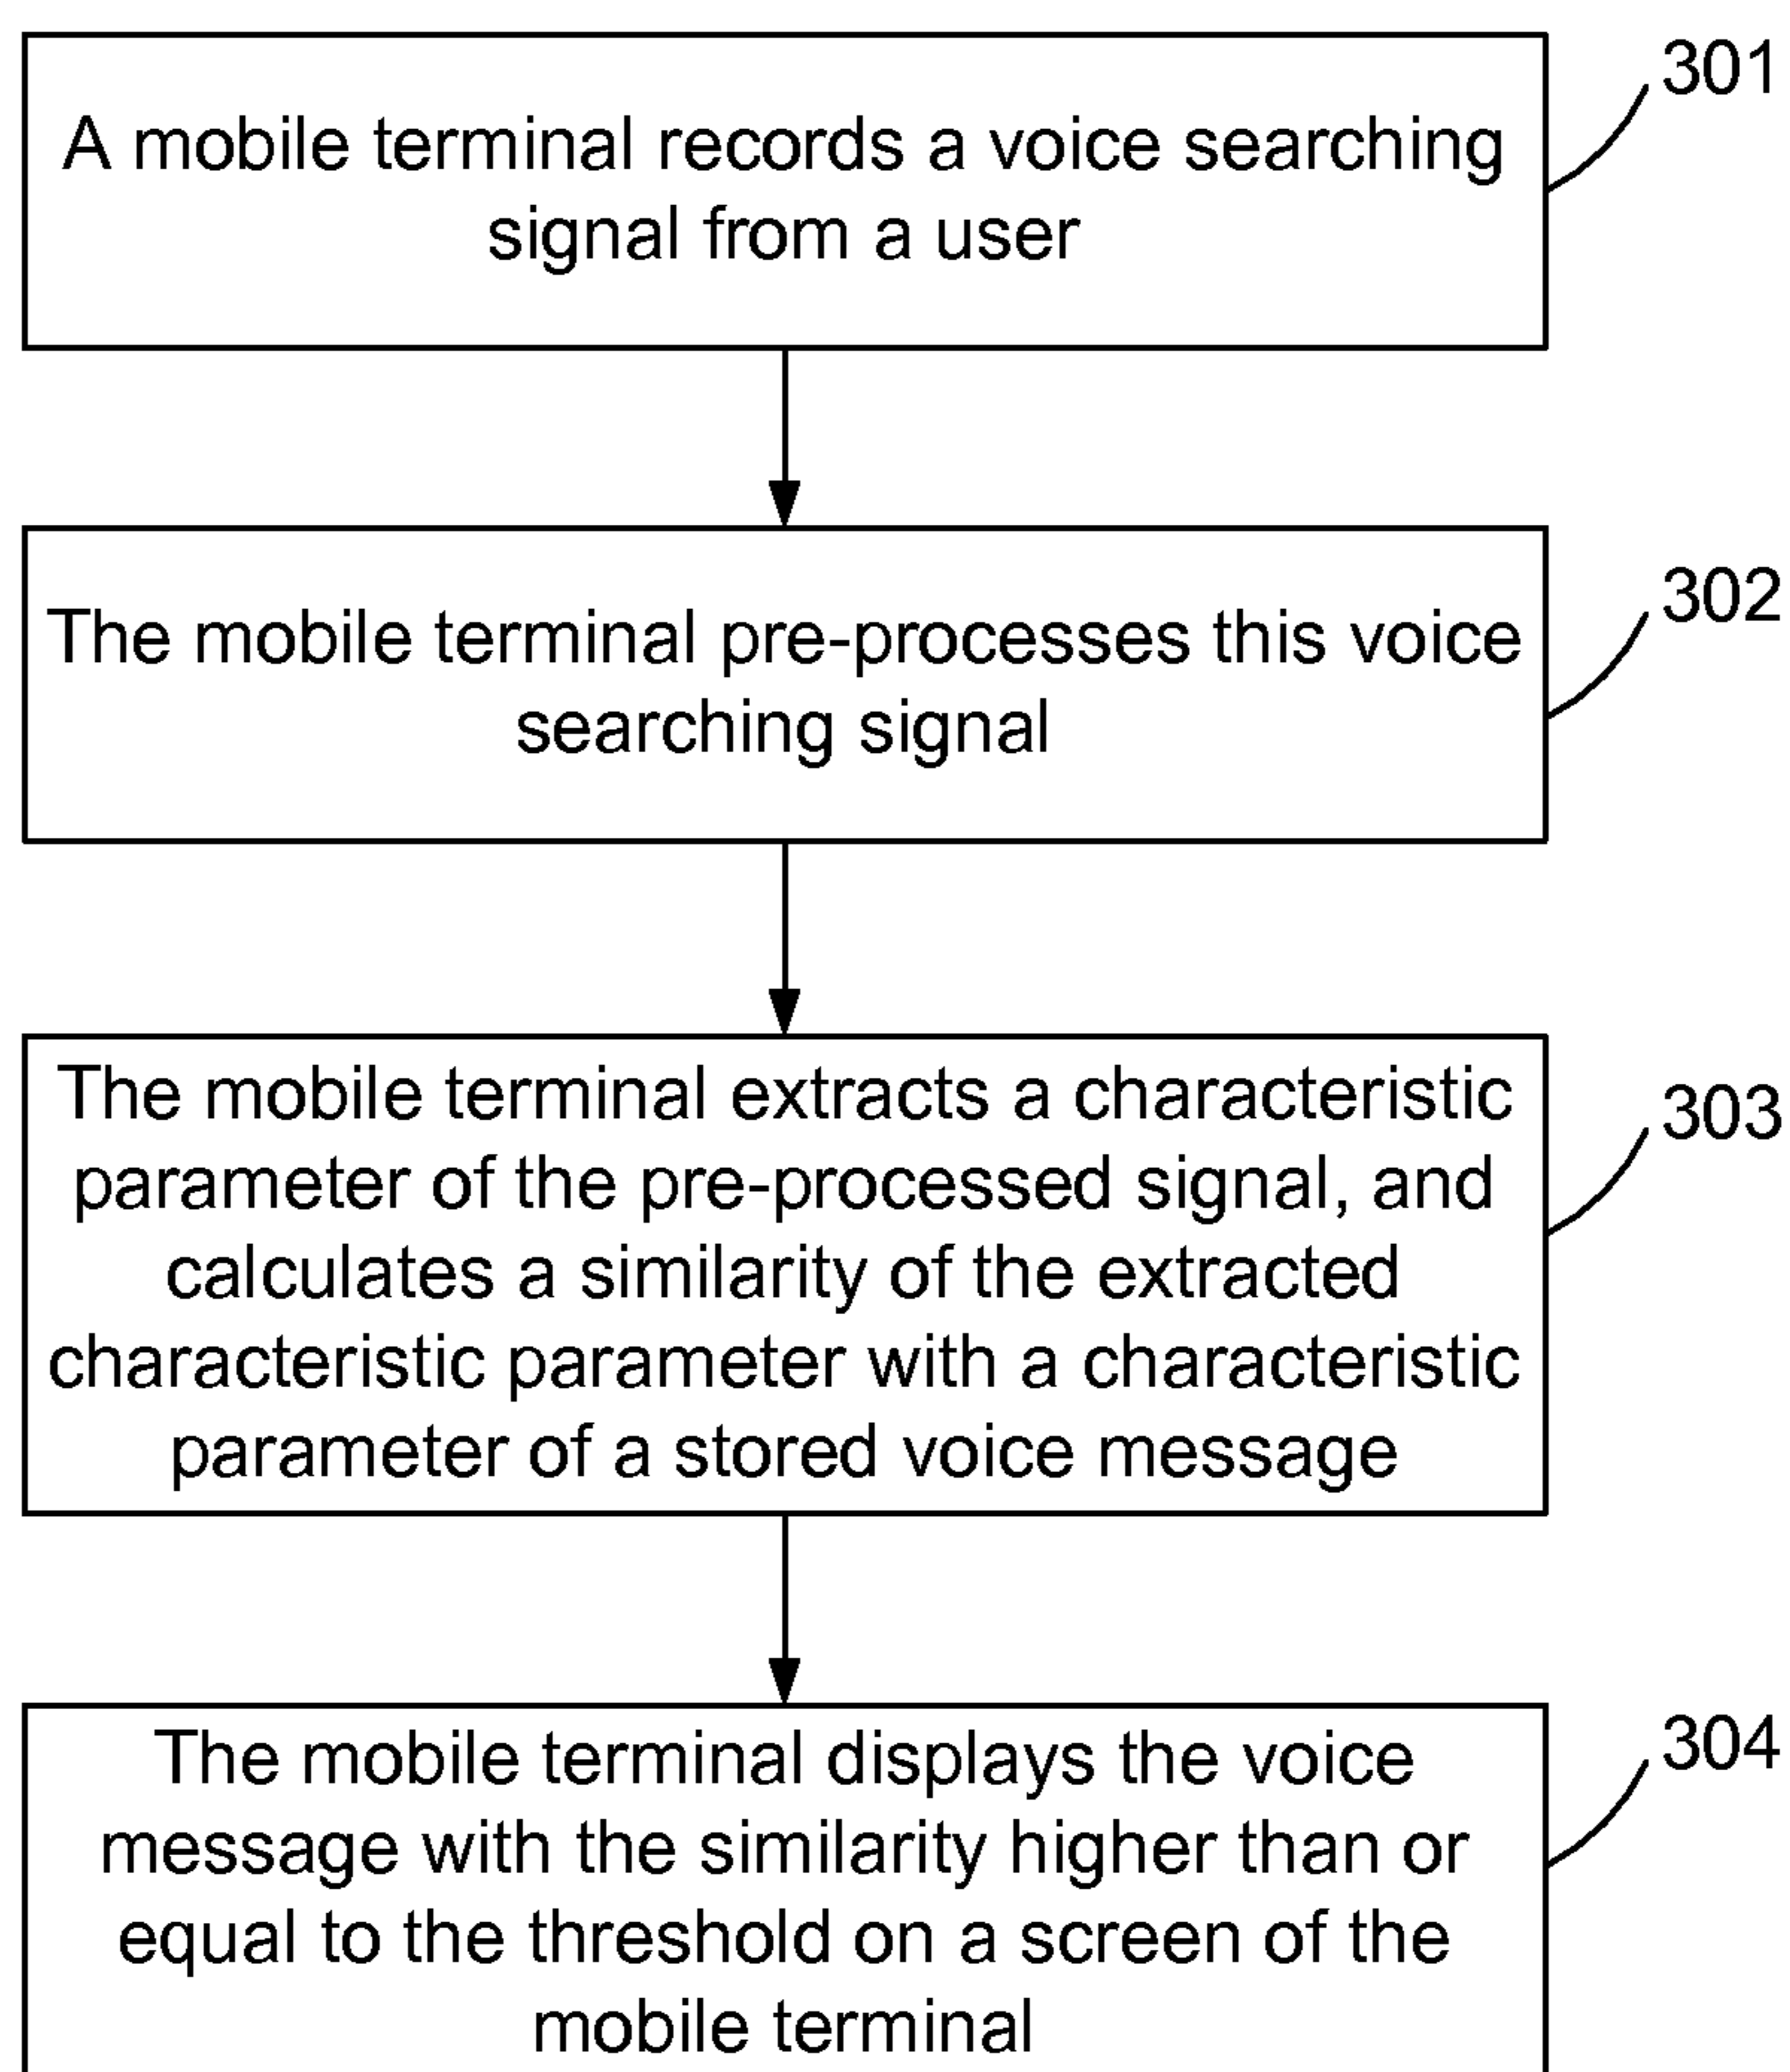 301
A mobile terminal records a voice searching
signal from a user
302
The mobile terminal pre-processes this voice
searching signal
303
The mobile terminal extracts a characteristic
parameter of the pre-processed signal, and
calculates a similarity of the extracted
characteristic parameter with a characteristic
parameter of a stored voice message
304
The mobile terminal displays the voice
message with the similarity higher than or
equal to the threshold on a screen of the
mobile terminal